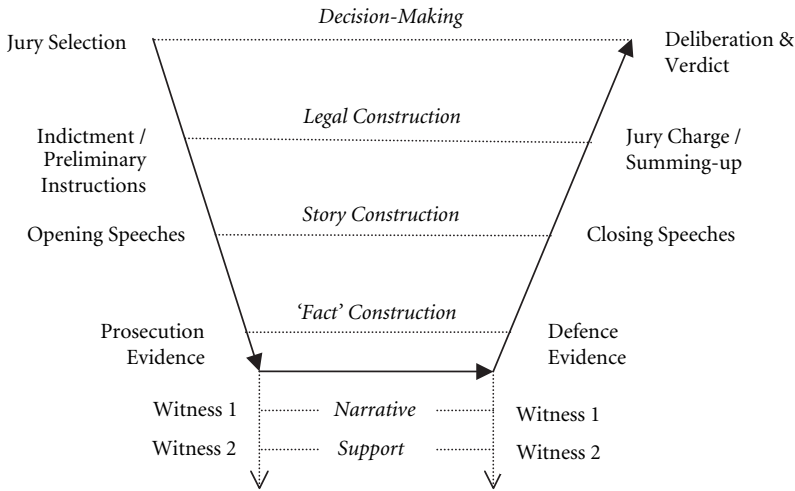 Decision-Making
Jury Selection
Deliberation &
Verdict
Legal Construction
Indictment /
Preliminary
Instructions
Jury Charge /
Summing-up
Story Construction
Opening Speeches
Closing Speeches
‘Fact’ Construction
Prosecution
Evidence
Defence
Evidence
Witness 1
Narrative
Witness 1
Witness 2
Support
Witness 2